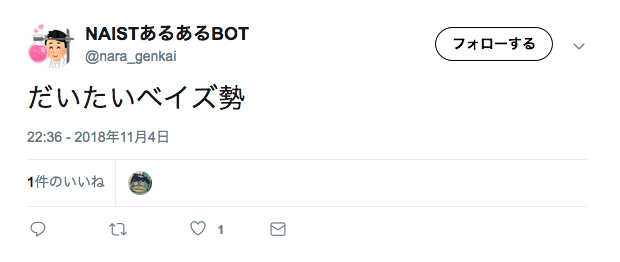 NAISTあるあるBOT
@nara_genkai
フォローする
だいたいベイズ勢
22:36 - 2018年11月4日
1件のいいね
1